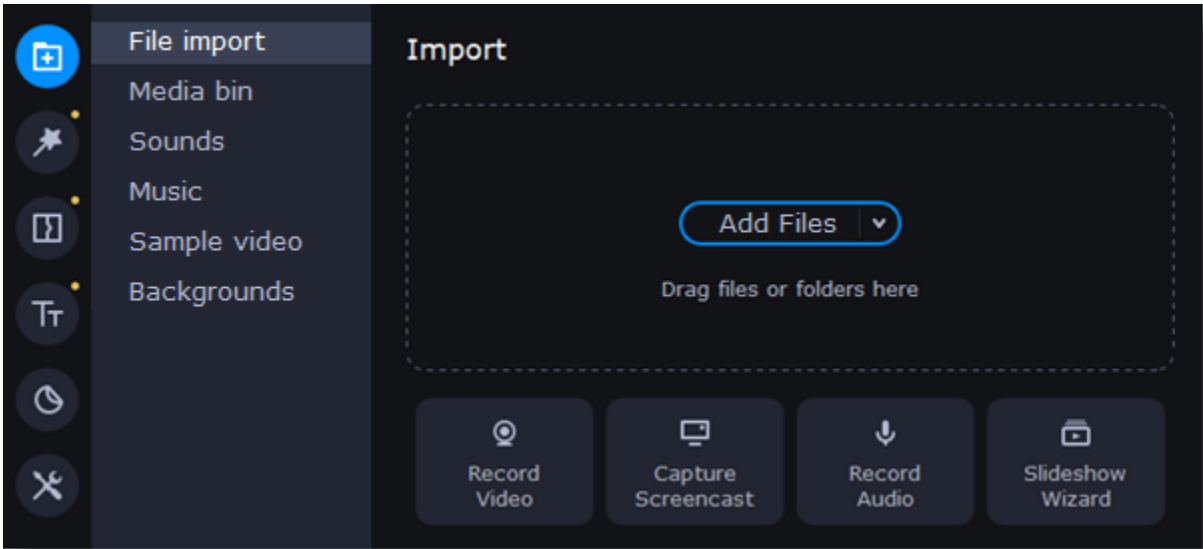 File import
Media bin
Sounds
Music
Sample video
Backgrounds
Import
Add Files
Drag files or folders here
Record
Video
Capture
Screencast
Record
Audio
Slideshow
Wizard